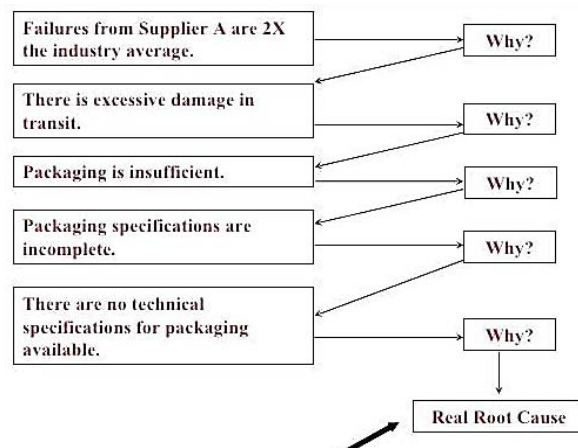 Failures from Supplier A are 2X
the industry average.
Why?
There is excessive damage in
transit.
Why?
Packaging is insufficient.
Why?
Packaging specifications are
incomplete.
Why?
There are no technical
specifications for packaging
available.
Why?
Real Root Cause